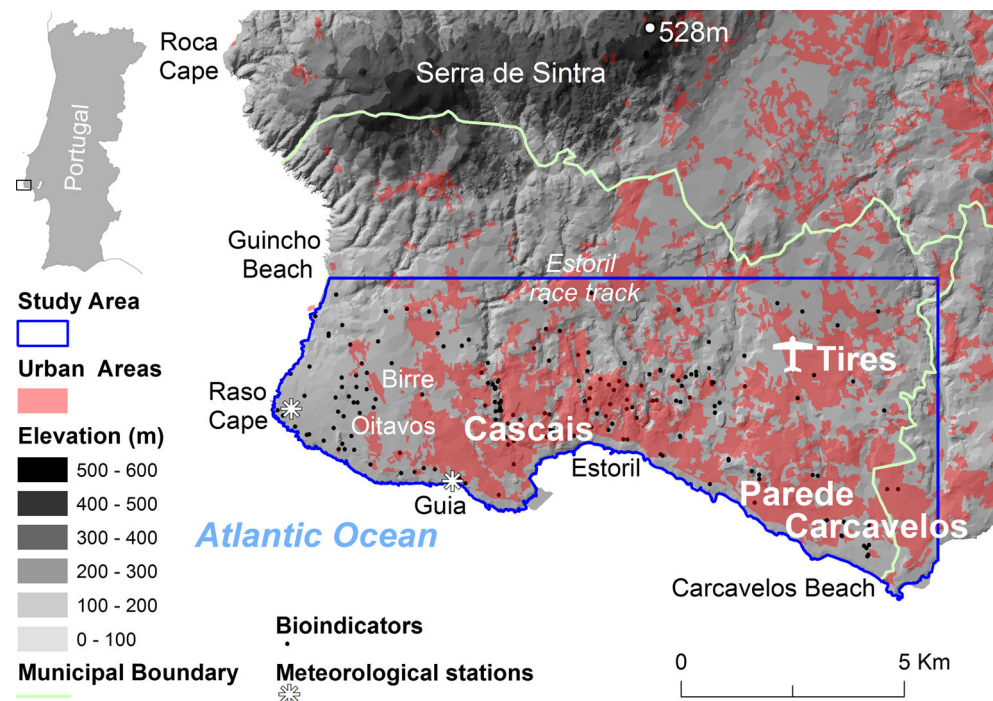 Roca
Cape
528m
Serra de Sintra
Portugal
Guincho
Beach
Estoril
race track
Study Area
Urban Areas
Elevation (m)
500 - 600
400 - 500
300 - 400
200 - 300
100 - 200
0 - 100
Municipal Boundary
Birre
Tires
Raso
Cape
Oitavos
Cascais
Estoril
Guia
Parede
Carcavelos
Atlantic Ocean
Carcavelos Beach
Bioindicators
Meteorological stations
0
5 Km